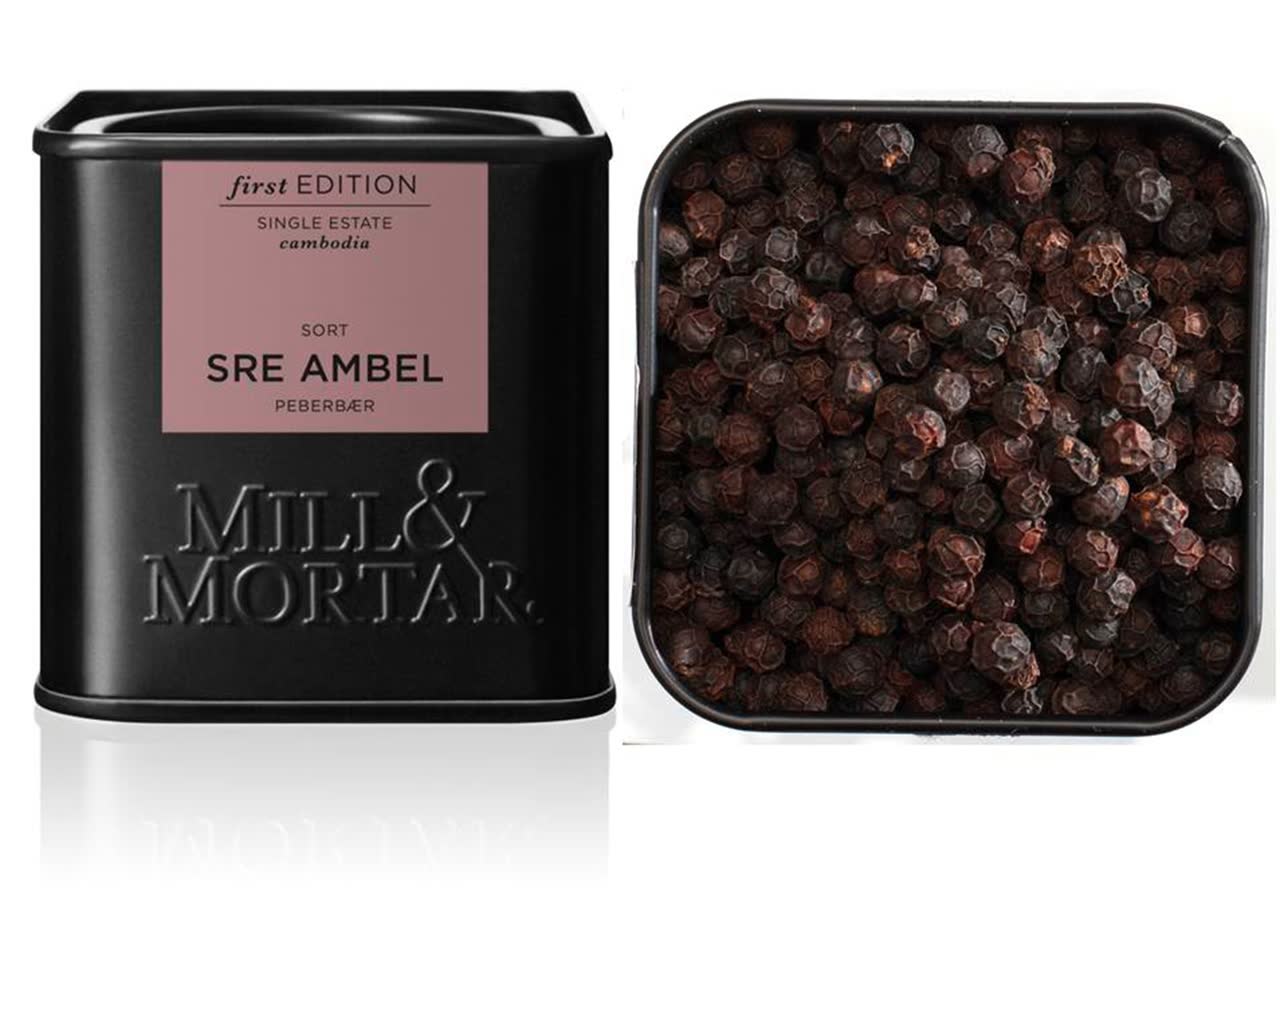 first EDITION
SINGLE ESTATE
cambodia
SORT
SRE AMBEL
PEBERBÆR
MILL &
MORTAR.